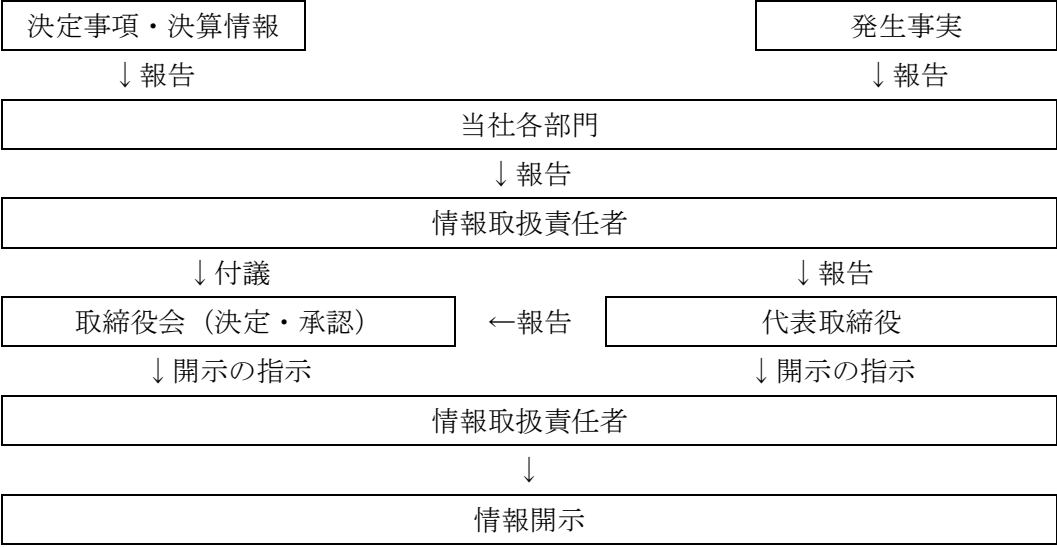 決定事項・決算情報 発生事実
↓報告 ↓報告
当社各部門
↓報告
情報取扱責任者
↓付議 ↓報告
取締役会（決定・承認） ←報告 代表取締役
↓開示の指示 ↓開示の指示
情報取扱責任者
↓
情報開示